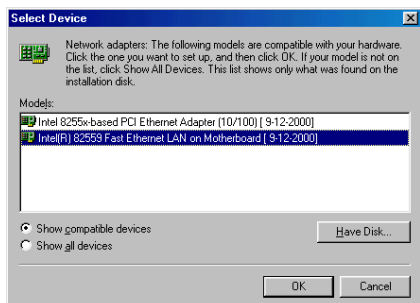 Select Device
Network adapters: The following models are compatible with your hardware.
Click the one you want to set up, and then click OK. If your model is not on
the list, click Show All Devices. This list shows only what was found on the
installation disk.
Models:
Intel 8255x-based PCI Ethernet Adapter (10/100) [ 9-12-2000]
Intel(R) 82559 Fast Ethernet LAN on Motherboard [ 9-12-2000]
Show compatible devices
Show all devices
Have Disk...
OK
Cancel